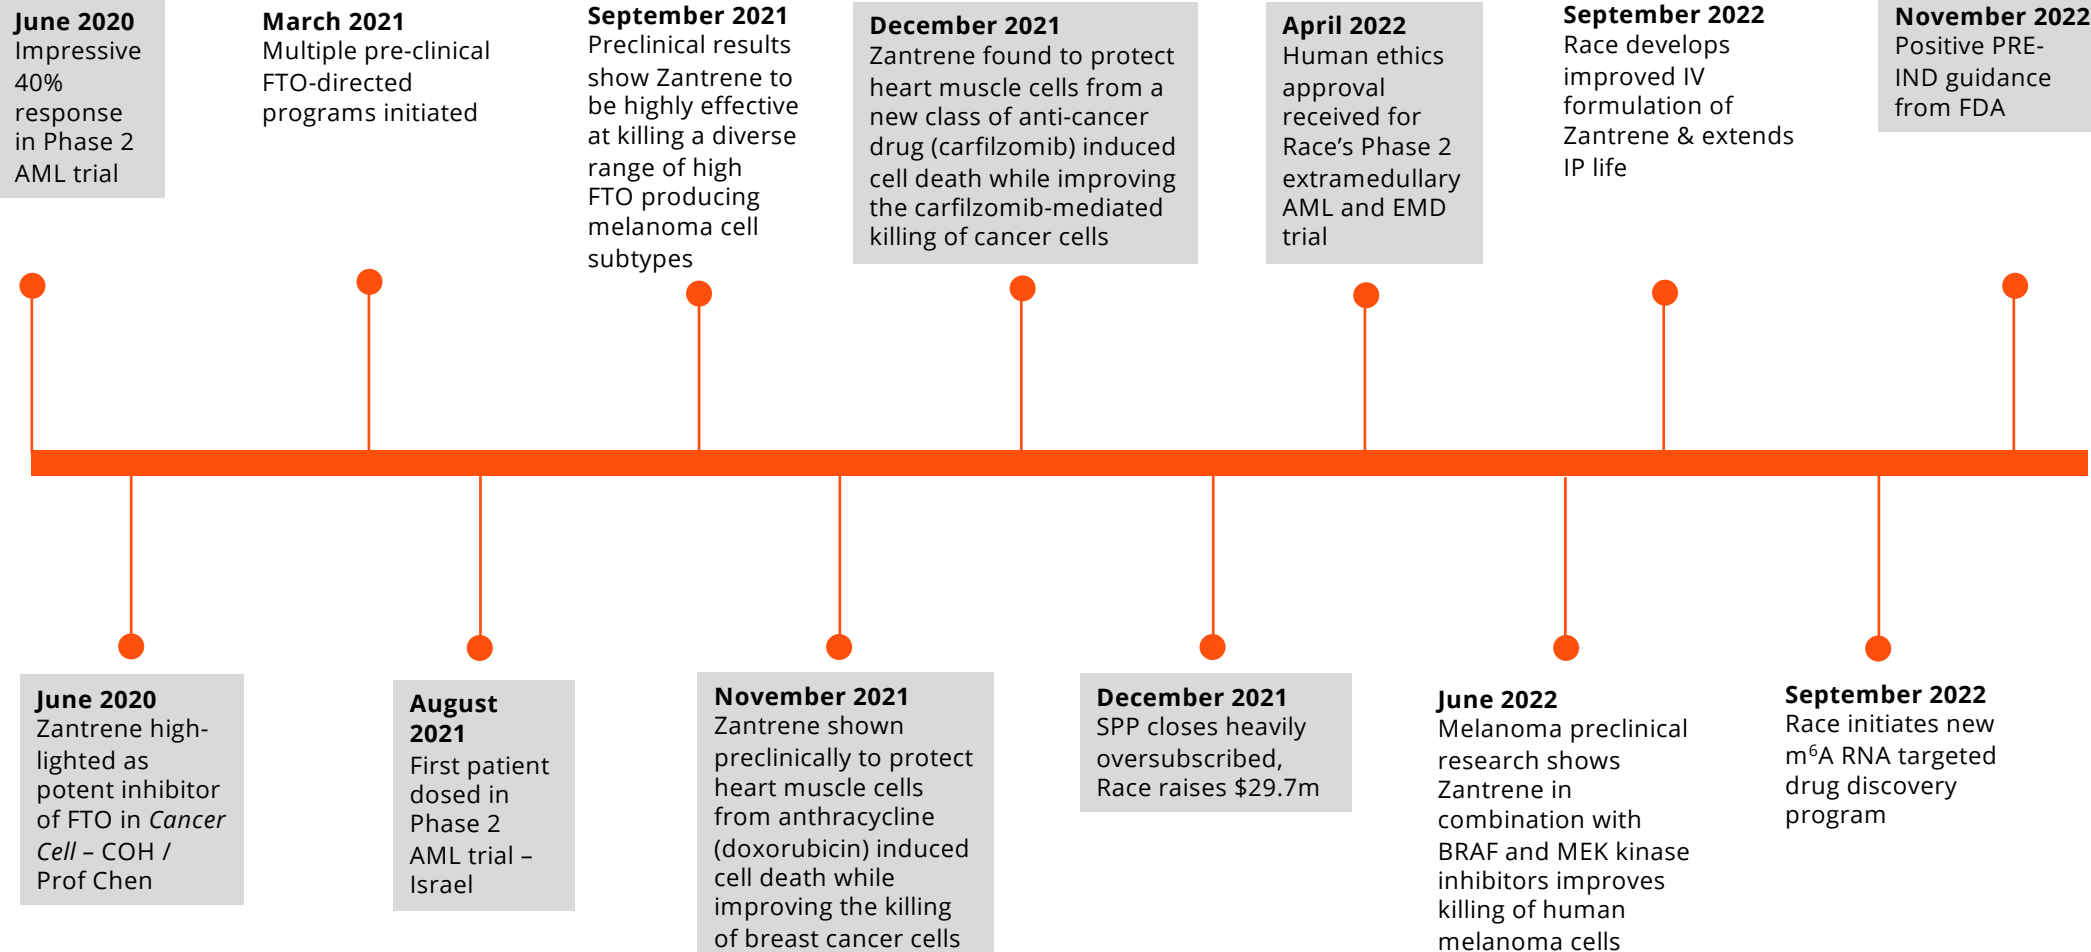 June 2020
Impressive
40%
response
in Phase 2
AML trial
March 2021
Multiple pre-clinical
FTO-directed
programs initiated
September 2021
Preclinical results
show Zantrene to
be highly effective
at killing a diverse
range of high
FTO producing
melanoma cell
subtypes
December 2021
Zantrene found to protect
heart muscle cells from a
new class of anti-cancer
drug (carfilzomib) induced
cell death while improving
the carfilzomib-mediated
killing of cancer cells
April 2022
Human ethics
approval
received for
Race’s Phase 2
extramedullary
AML and EMD
trial
September 2022
Race develops
improved IV
formulation of
Zantrene & extends
IP life
November 2022
Positive PRE-
IND guidance
from FDA
June 2020
Zantrene high-
lighted as
potent inhibitor
of FTO in Cancer
Cell – COH /
Prof Chen
August
2021
First patient
dosed in
Phase 2
AML trial –
Israel
November 2021
Zantrene shown
preclinically to protect
heart muscle cells
from anthracycline
(doxorubicin) induced
cell death while
improving the killing
of breast cancer cells
December 2021
SPP closes heavily
oversubscribed,
Race raises $29.7m
June 2022
Melanoma preclinical
research shows
Zantrene in
combination with
BRAF and MEK kinase
inhibitors improves
killing of human
melanoma cells
September 2022
Race initiates new
m⁶A RNA targeted
drug discovery
program